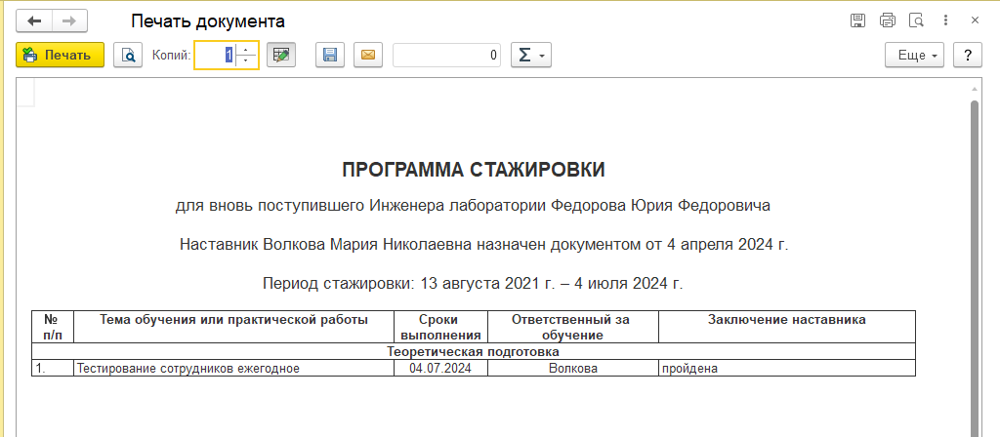 Печать документа
Печать
Копий:
1
0
Σ
Еще
?
ПРОГРАММА СТАЖИРОВКИ
для вновь поступившего Инженера лаборатории Федорова Юрия Федоровича
Наставник Волкова Мария Николаевна назначен документом от 4 апреля 2024 г.
Период стажировки: 13 августа 2021 г. – 4 июля 2024 г.
№ п/п
Тема обучения или практической работы
Сроки выполнения
Ответственный за обучение
Заключение наставника
Теоретическая подготовка
1. Тестирование сотрудников ежегодное 04.07.2024 Волкова пройдена